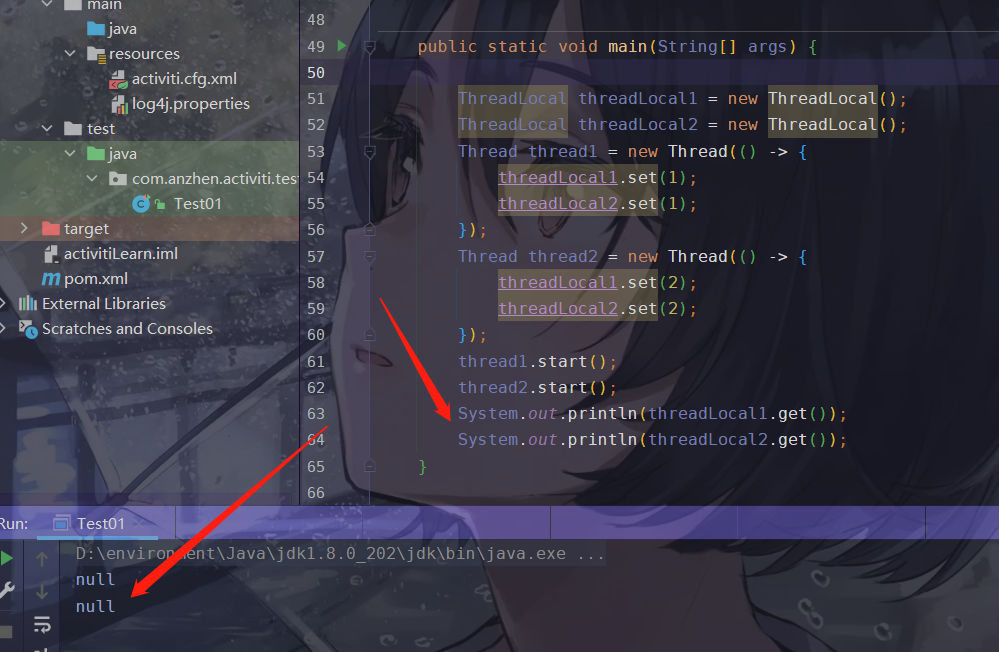 main
java
resources
activiti.cfg.xml
log4j.properties
test
java
com.anzhen.activiti.tes
Test01
target
activitiLearn.iml
pom.xml
External Libraries
Scratches and Consoles
48
49 public static void main(String[] args) {
50
51 ThreadLocal threadLocal1 = new ThreadLocal();
52 ThreadLocal threadLocal2 = new ThreadLocal();
53 Thread thread1 = new Thread(() -> {
54 threadLocal1.set(1);
55 threadLocal2.set(1);
56 });
57 Thread thread2 = new Thread(() -> {
58 threadLocal1.set(2);
59 threadLocal2.set(2);
60 });
61 thread1.start();
62 thread2.start();
63 System.out.println(threadLocal1.get());
64 System.out.println(threadLocal2.get());
65 }
66
Run: Test01
D:\environment\Java\jdk1.8.0_202\jdk\bin\java.exe ...
null
null